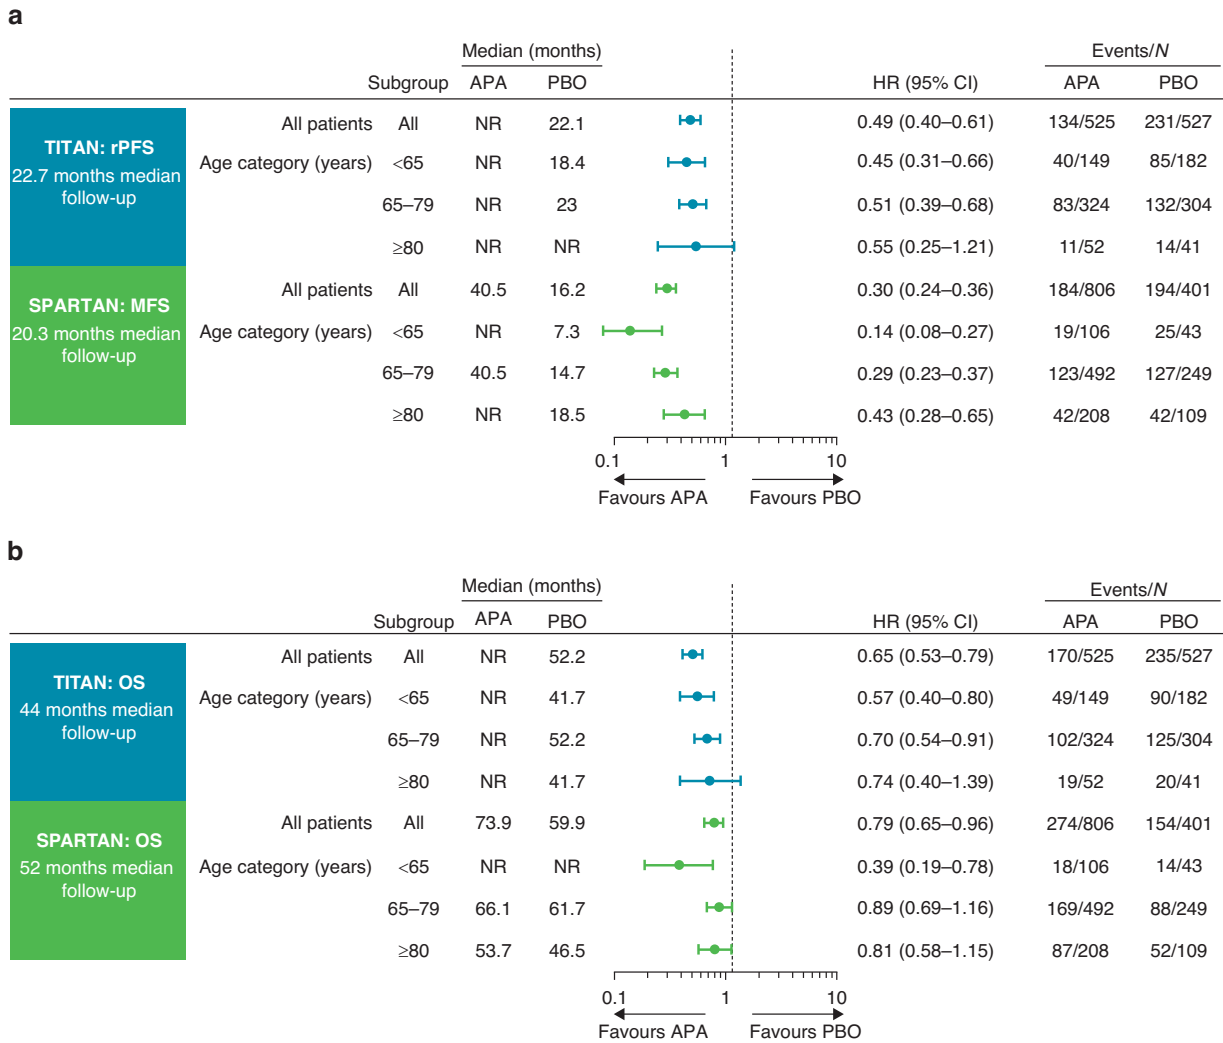 a
Median (months) Events/N
Subgroup APA PBO HR (95% CI) APA PBO
TITAN: rPFS
22.7 months median
follow-up
All patients All NR 22.1 0.49 (0.40–0.61) 134/525 231/527
Age category (years) <65 NR 18.4 0.45 (0.31–0.66) 40/149 85/182
65–79 NR 23 0.51 (0.39–0.68) 83/324 132/304
≥80 NR NR 0.55 (0.25–1.21) 11/52 14/41
SPARTAN: MFS
20.3 months median
follow-up
All patients All 40.5 16.2 0.30 (0.24–0.36) 184/806 194/401
Age category (years) <65 NR 7.3 0.14 (0.08–0.27) 19/106 25/43
65–79 40.5 14.7 0.29 (0.23–0.37) 123/492 127/249
≥80 NR 18.5 0.43 (0.28–0.65) 42/208 42/109
0.1 1 10
Favours APA Favours PBO
b
Median (months) Events/N
Subgroup APA PBO HR (95% CI) APA PBO
TITAN: OS
44 months median
follow-up
All patients All NR 52.2 0.65 (0.53–0.79) 170/525 235/527
Age category (years) <65 NR 41.7 0.57 (0.40–0.80) 49/149 90/182
65–79 NR 52.2 0.70 (0.54–0.91) 102/324 125/304
≥80 NR 41.7 0.74 (0.40–1.39) 19/52 20/41
SPARTAN: OS
52 months median
follow-up
All patients All 73.9 59.9 0.79 (0.65–0.96) 274/806 154/401
Age category (years) <65 NR NR 0.39 (0.19–0.78) 18/106 14/43
65–79 66.1 61.7 0.89 (0.69–1.16) 169/492 88/249
≥80 53.7 46.5 0.81 (0.58–1.15) 87/208 52/109
0.1 1 10
Favours APA Favours PBO